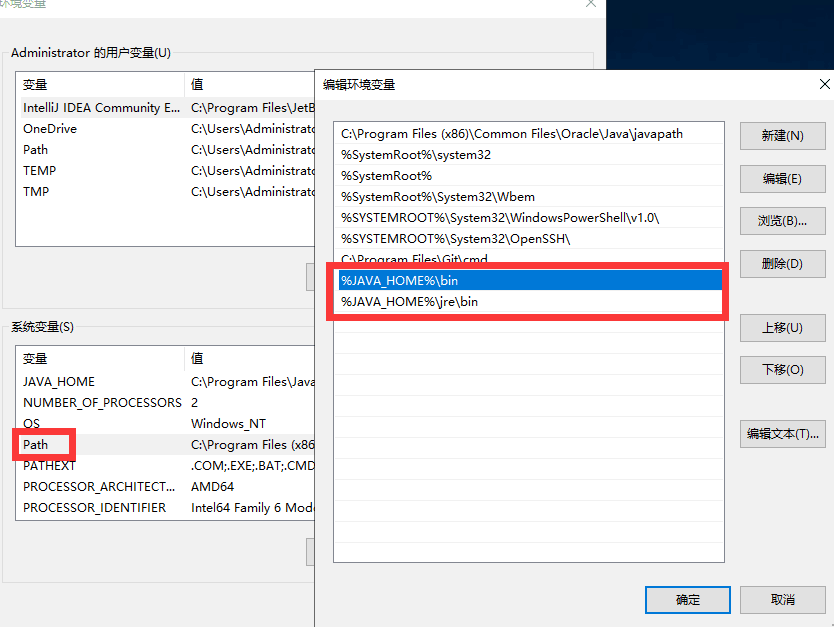 环境变量
Administrator 的用户变量(U)
变量 值
IntelliJ IDEA Community E... C:\Program Files\JetB
OneDrive C:\Users\Administrato
Path C:\Users\Administrato
TEMP C:\Users\Administrato
TMP C:\Users\Administrato
系统变量(S)
变量 值
JAVA_HOME C:\Program Files\Java
NUMBER_OF_PROCESSORS 2
OS Windows_NT
Path C:\Program Files (x86
PATHEXT .COM;.EXE;.BAT;.CMD
PROCESSOR_ARCHITECT... AMD64
PROCESSOR_IDENTIFIER Intel64 Family 6 Mode
编辑环境变量
C:\Program Files (x86)\Common Files\Oracle\Java\javapath
%SystemRoot%\system32
%SystemRoot%
%SystemRoot%\System32\Wbem
%SYSTEMROOT%\System32\WindowsPowerShell\v1.0\
%SYSTEMROOT%\System32\OpenSSH\
C:\Program Files\Git\cmd
%JAVA_HOME%\bin
%JAVA_HOME%\jre\bin
新建(N)
编辑(E)
浏览(B)...
删除(D)
上移(U)
下移(O)
编辑文本(T)...
确定
取消